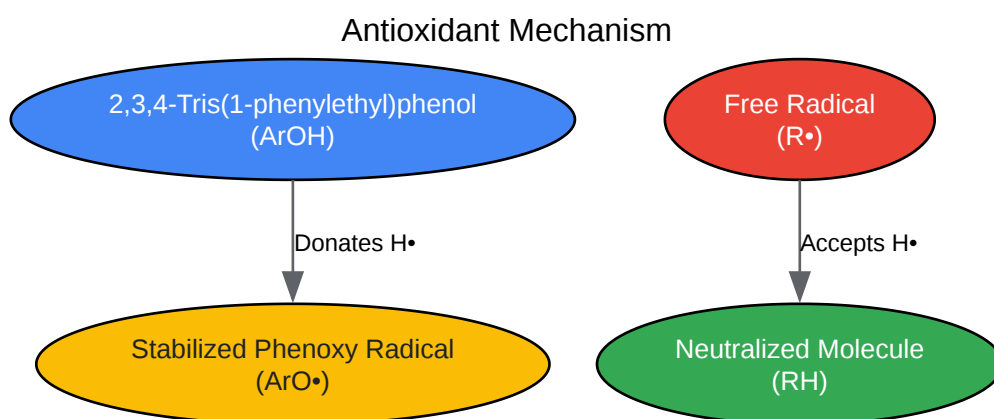 Antioxidant Mechanism
2,3,4-Tris(1-phenylethyl)phenol
(ArOH)
Free Radical
(R•)
Donates H•
Accepts H•
Stabilized Phenoxy Radical
(ArO•)
Neutralized Molecule
(RH)